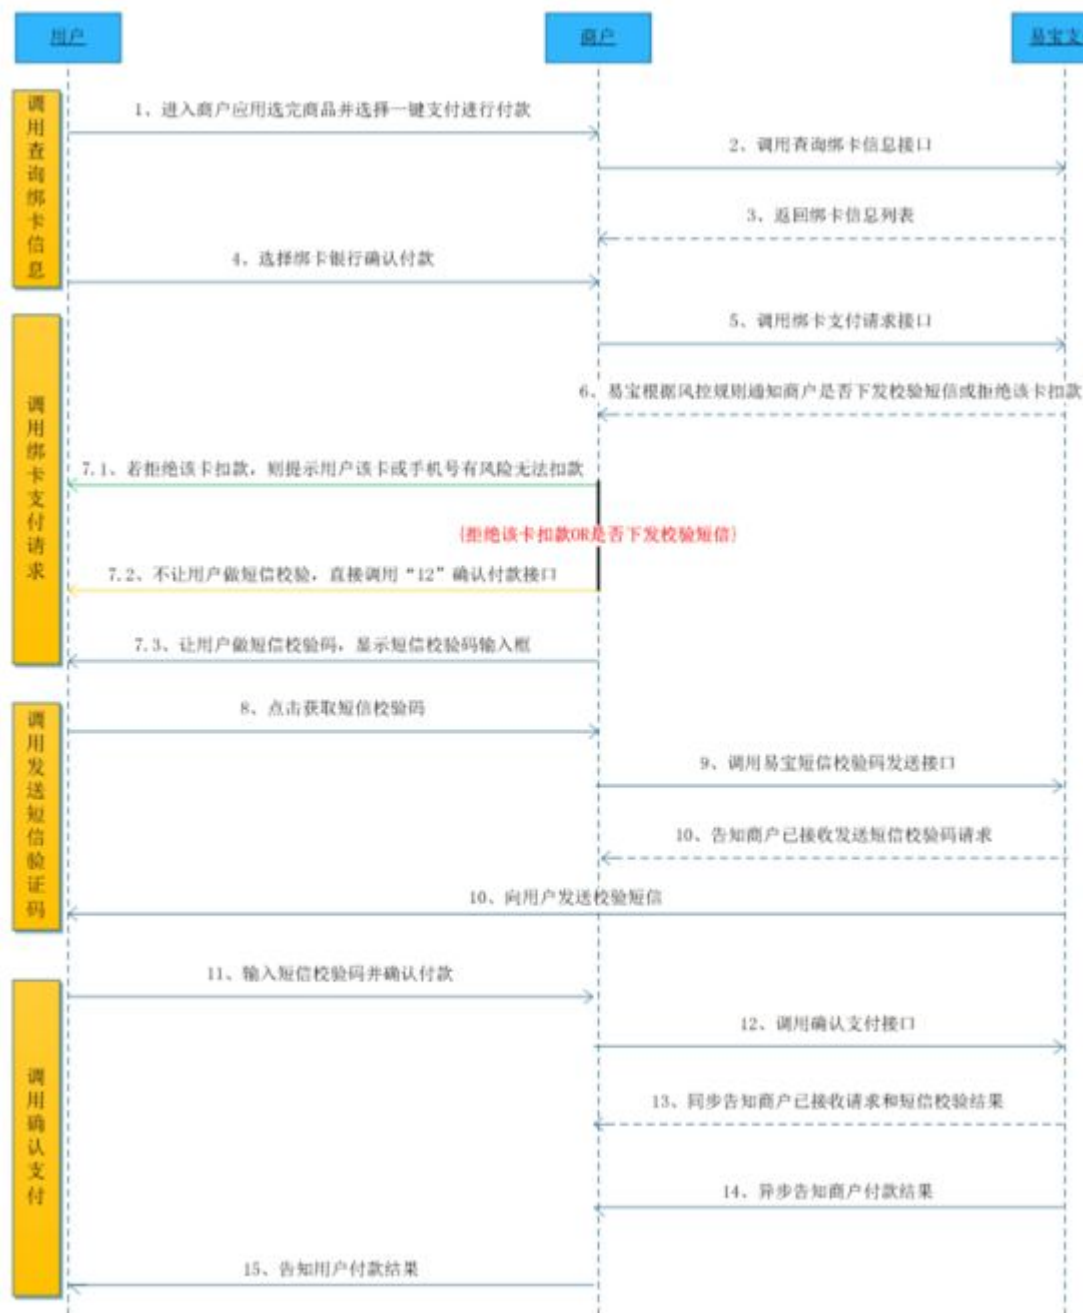 用户
商户
易宝支
调用查询绑卡信息
1、进入商户应用选完商品并选择一键支付进行付款
2、调用查询绑卡信息接口
3、返回绑卡信息列表
4、选择绑卡银行确认付款
调用绑卡支付请求
5、调用绑卡支付请求接口
6、易宝根据风控规则通知商户是否下发校验短信或拒绝该卡扣款
7.1、若拒绝该卡扣款，则提示用户该卡或手机号有风险无法扣款
{拒绝该卡扣款OR是否下发校验短信}
7.2、不让用户做短信校验，直接调用“12”确认付款接口
7.3、让用户做短信校验码，显示短信校验码输入框
调用发送短信验证码
8、点击获取短信校验码
9、调用易宝短信校验码发送接口
10、告知商户已接收发送短信校验码请求
10、向用户发送校验短信
调用确认支付
11、输入短信校验码并确认付款
12、调用确认支付接口
13、同步告知商户已接收请求和短信校验结果
14、异步告知商户付款结果
15、告知用户付款结果